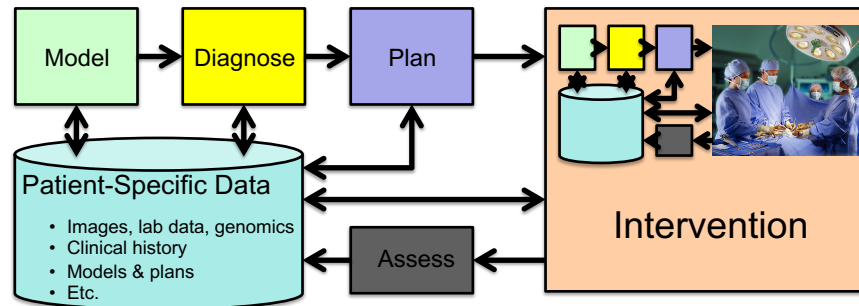 Model
Diagnose
Plan
Patient-Specific Data
• Images, lab data, genomics
• Clinical history
• Models & plans
• Etc.
Assess
Intervention